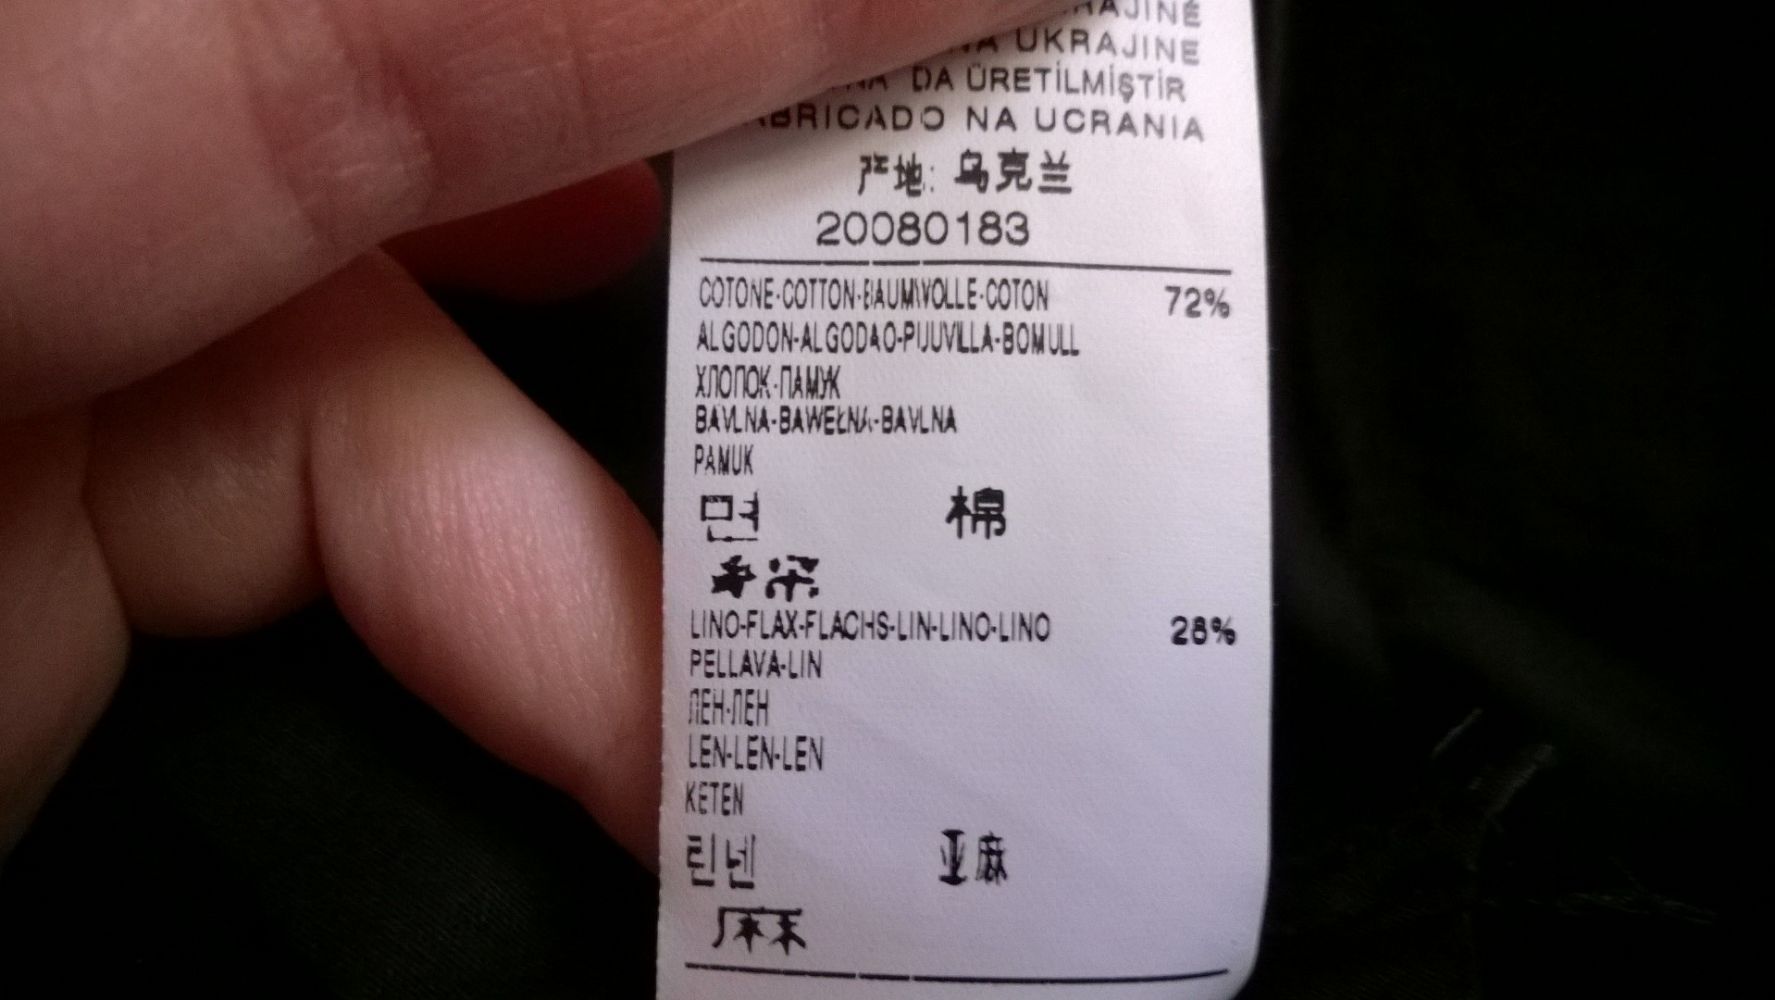 UKRAJINE
DA ÜRETİLMİŞTİR
NA UCRANIA
产地: 乌克兰
20080183
COTONE-COTTON-BAUMWOLLE-COTON 72%
ALGODON-ALGODAO-PUUVILLA-BOMULL
ХЛОПОК-ПАМУК
BAVLNA-BAWEŁNA-BAVLNA
PAMUK
면 棉
LINO-FLAX-FLACHS-LIN-LINO-LINO 28%
PELLAVA-LIN
ЛЕН-ЛЕН
LEN-LEN-LEN
KETEN
린넨 亚麻